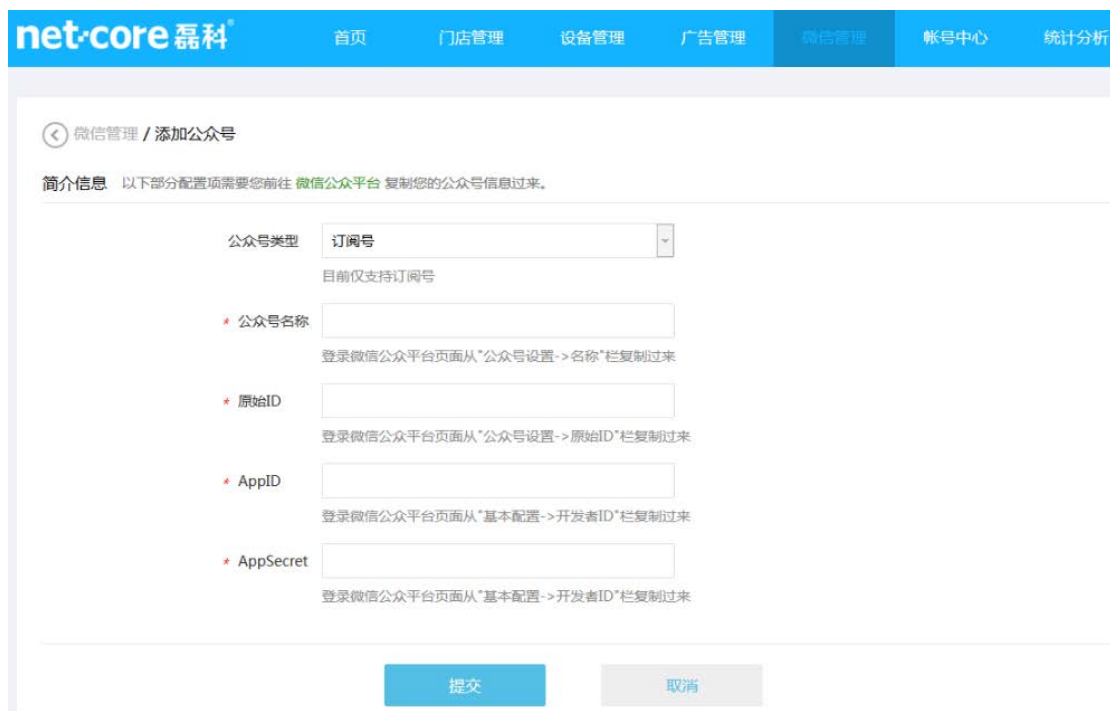 net·core 磊科® 首页 门店管理 设备管理 广告管理 微信管理 帐号中心 统计分析
微信管理 / 添加公众号
简介信息 以下部分配置项需要您前往 微信公众平台 复制您的公众号信息过来。
公众号类型 订阅号
目前仅支持订阅号
* 公众号名称
登录微信公众平台页面从"公众号设置->名称"栏复制过来
* 原始ID
登录微信公众平台页面从"公众号设置->原始ID"栏复制过来
* AppID
登录微信公众平台页面从"基本配置->开发者ID"栏复制过来
* AppSecret
登录微信公众平台页面从"基本配置->开发者ID"栏复制过来
提交 取消